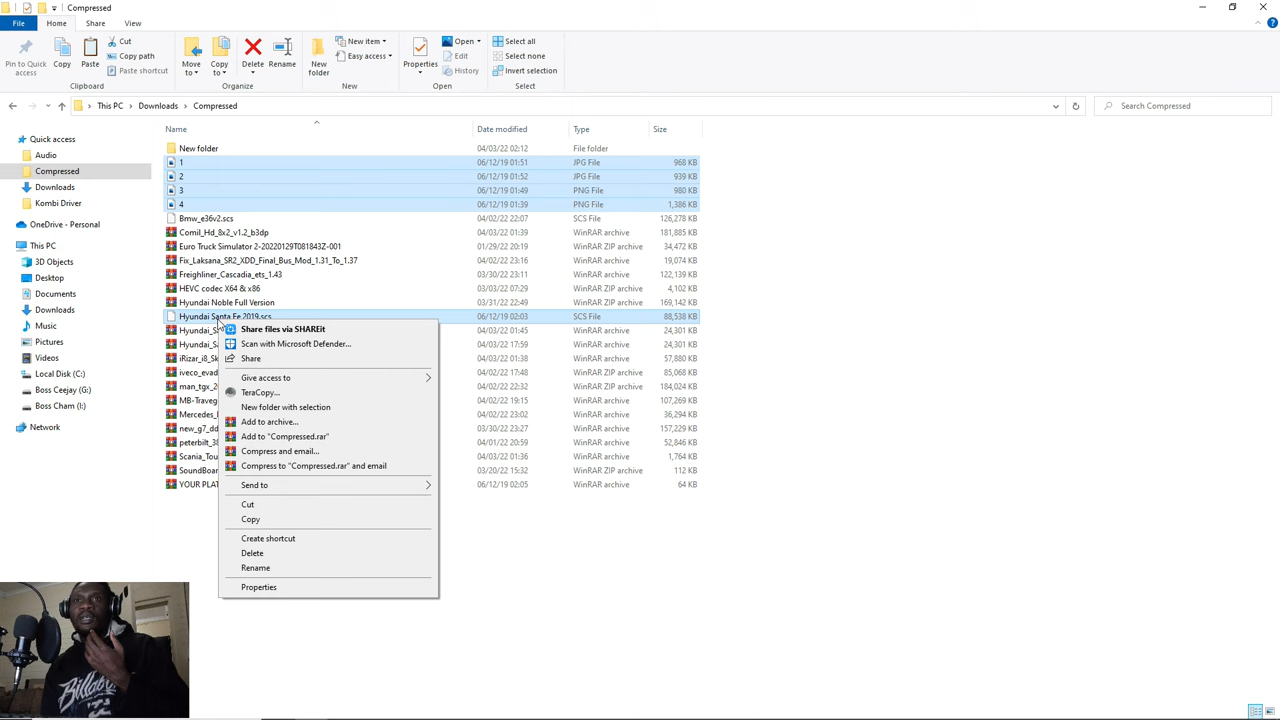 Compressed
File Home Share View
Pin to Quick access
Copy
Paste
Cut
Copy path
Paste shortcut
Clipboard
Move to
Copy to
Delete
Rename
Organize
New folder
New item
Easy access
New
Properties
Open
Edit
History
Open
Select all
Select none
Invert selection
Select
This PC Downloads Compressed
Search Compressed
Quick access
Audio
Compressed
Downloads
Kombi Driver
OneDrive - Personal
This PC
3D Objects
Desktop
Documents
Downloads
Music
Pictures
Videos
Local Disk (C:)
Boss Ceejay (G:)
Boss Cham (I:)
Network
Name Date modified Type Size
New folder 04/03/22 02:12 File folder
1 06/12/19 01:51 JPG File 968 KB
2 06/12/19 01:52 JPG File 939 KB
3 06/12/19 01:49 PNG File 980 KB
4 06/12/19 01:39 PNG File 1,386 KB
Bmw_e36v2.scs 04/02/22 22:07 SCS File 126,278 KB
Comil_Hd_8x2_v1.2_b3dp 04/03/22 01:39 WinRAR archive 181,885 KB
Euro Truck Simulator 2-20220129T081843Z-001 01/29/22 20:19 WinRAR ZIP archive 34,472 KB
Fix_Laksana_SR2_XDD_Final_Bus_Mod_1.31_To_1.37 04/02/22 23:16 WinRAR archive 19,074 KB
Freighliner_Cascadia_ets_1.43 03/30/22 23:11 WinRAR archive 122,139 KB
HEVC codec X64 & x86 03/31/22 07:29 WinRAR ZIP archive 4,102 KB
Hyundai Noble Full Version 03/31/22 22:49 WinRAR archive 169,142 KB
Hyundai Santa Fe 2019.scs 06/12/19 02:03 SCS File 88,538 KB
Hyundai_S 04/03/22 01:45 WinRAR archive 24,301 KB
Hyundai_Sa 04/03/22 01:44 WinRAR archive 24,301 KB
iRizar_i8_Sk 04/03/22 01:38 WinRAR archive 57,880 KB
iveco_evad 04/02/22 17:48 WinRAR ZIP archive 85,068 KB
man_tgx_2 04/02/22 22:32 WinRAR ZIP archive 184,024 KB
MB-Traveg 04/02/22 19:15 WinRAR archive 107,269 KB
Mercedes_ 04/02/22 23:02 WinRAR archive 36,294 KB
new_g7_dd 03/30/22 23:27 WinRAR archive 157,229 KB
peterbilt_38 04/01/22 20:59 WinRAR archive 52,846 KB
Scania_Tou 04/03/22 01:36 WinRAR archive 1,764 KB
SoundBoar 03/20/22 15:32 WinRAR ZIP archive 112 KB
YOUR PLAT 06/12/19 02:05 WinRAR archive 64 KB
Share files via SHAREit
Scan with Microsoft Defender...
Share
Give access to
TeraCopy...
New folder with selection
Add to archive...
Add to "Compressed.rar"
Compress and email...
Compress to "Compressed.rar" and email
Send to
Cut
Copy
Create shortcut
Delete
Rename
Properties
Billab